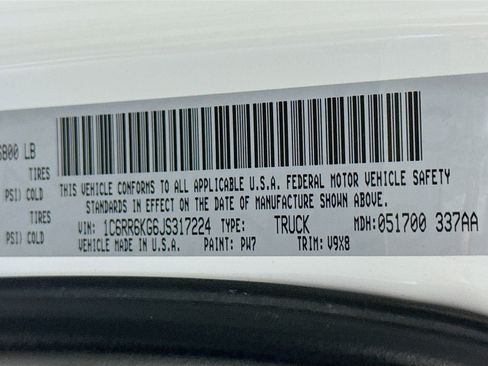 6800 LB
TIRES
PSI) COLD
TIRES
PSI) COLD
THIS VEHICLE CONFORMS TO ALL APPLICABLE U.S.A. FEDERAL MOTOR VEHICLE SAFETY
STANDARDS IN EFFECT ON THE DATE OF MANUFACTURE SHOWN ABOVE.
VIN: 1C6RR6KG6JS317224 TYPE: TRUCK MDH: 051700 337AA
VEHICLE MADE IN U.S.A. PAINT: PW7 TRIM: V9X8